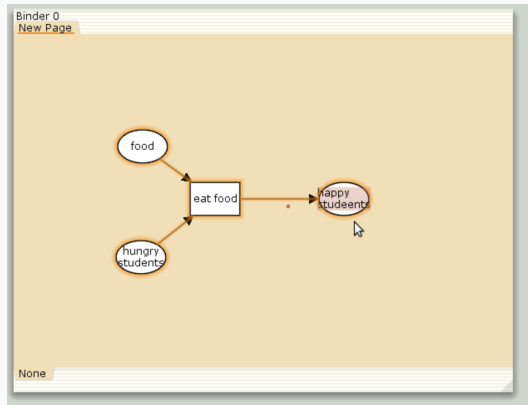 Binder 0
New Page
food
eat food
happy
studeents
hungry
students
None